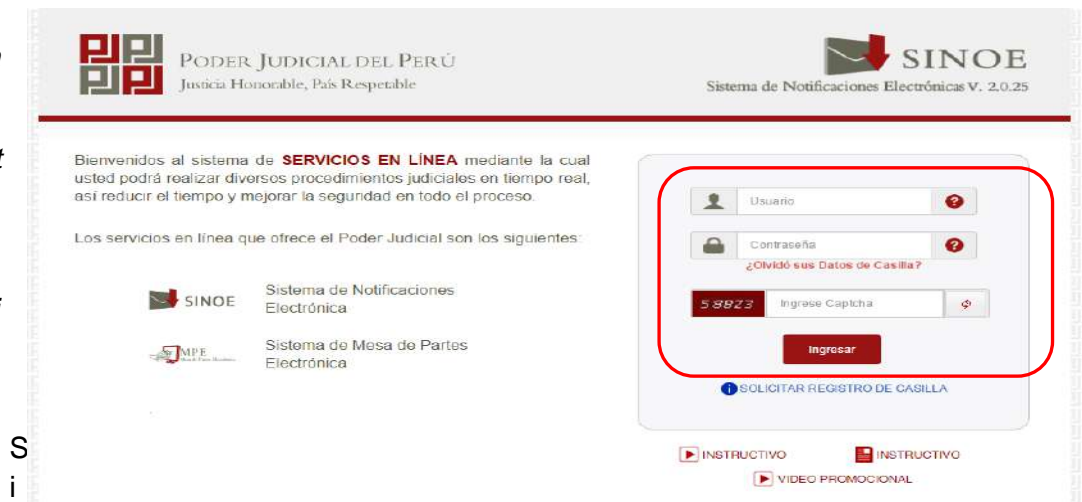 PODER JUDICIAL DEL PERÚ
Justicia Honorable, País Respetable
SINOE
Sistema de Notificaciones Electrónicas V. 2.0.25
Bienvenidos al sistema de SERVICIOS EN LÍNEA mediante la cual
usted podrá realizar diversos procedimientos judiciales en tiempo real,
así reducir el tiempo y mejorar la seguridad en todo el proceso.
Los servicios en línea que ofrece el Poder Judicial son los siguientes:
SINOE
Sistema de Notificaciones
Electrónica
MPE
Sistema de Mesa de Partes
Electrónica
Usuario
Contraseña
¿Olvidó sus Datos de Casilla?
58823
Ingrese Captcha
Ingresar
SOLICITAR REGISTRO DE CASILLA
INSTRUCTIVO
INSTRUCTIVO
VIDEO PROMOCIONAL
t
S
i